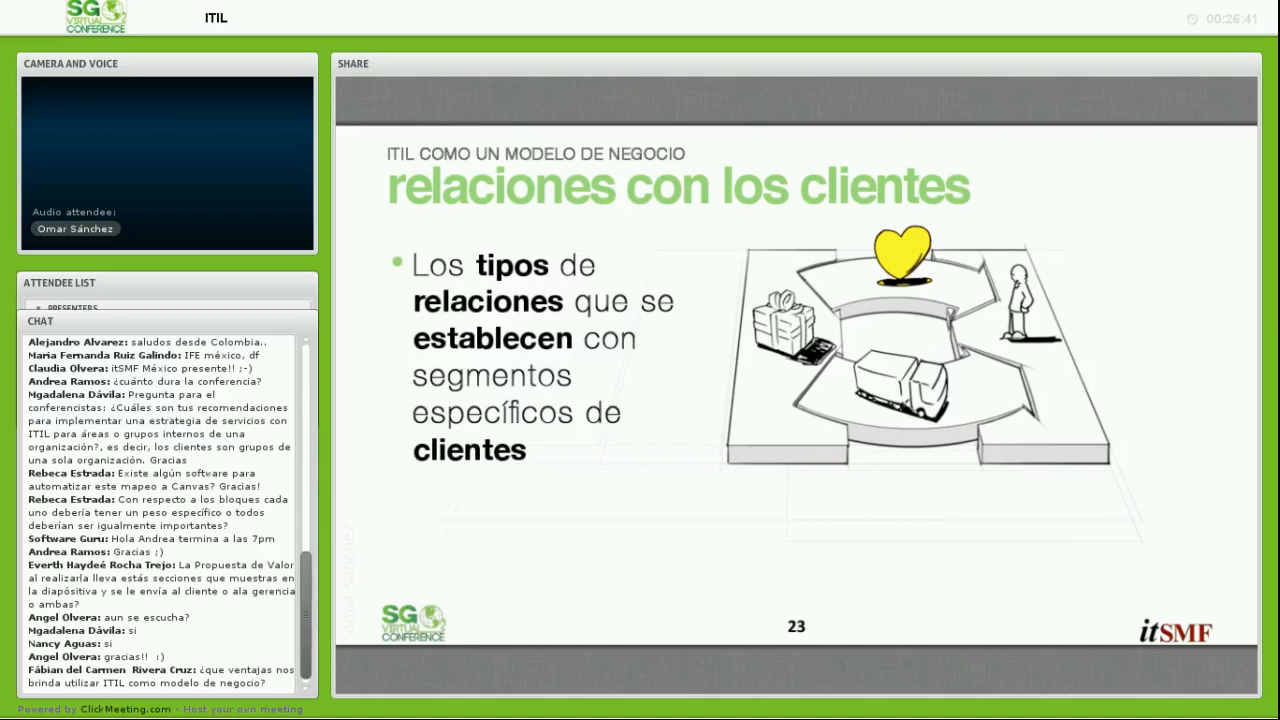 SG
VIRTUAL
CONFERENCE
ITIL
00:26:41
CAMERA AND VOICE
Audio attendee:
Omar Sánchez
ATTENDEE LIST
PRESENTERS
CHAT
Alejandro Alvarez: saludos desde Colombia..
María Fernanda Ruiz Galindo: IFE méxico, df
Claudia Olvera: itSMF México presente!! ;-)
Andrea Ramos: ¿cuánto dura la conferencia?
Mgadalena Dávila: Pregunta para el
conferencistas: ¿Cuáles son tus recomendaciones
para implementar una estrategia de servicios con
ITIL para áreas o grupos internos de una
organización?, es decir, los clientes son grupos de
una sola organización. Gracias
Rebeca Estrada: Existe algún software para
automatizar este mapeo a Canvas? Gracias!
Rebeca Estrada: Con respecto a los bloques cada
uno debería tener un peso específico o todos
deberían ser igualmente importantes?
Software Guru: Hola Andrea termina a las 7pm
Andrea Ramos: Gracias ;)
Everth Haydeé Rocha Trejo: La Propuesta de Valor
al realizarla lleva estás secciones que muestras en
la diapósitiva y se le envía al cliente o ala gerencia
o ambas?
Angel Olvera: aun se escucha?
Mgadalena Dávila: si
Nancy Aguas: si
Angel Olvera: gracias!! :)
Fábian del Carmen Rivera Cruz: ¿que ventajas nos
brinda utilizar ITIL como modelo de negocio?
Powered by ClickMeeting.com - Host your own meeting
SHARE
ITIL COMO UN MODELO DE NEGOCIO
relaciones con los clientes
• Los tipos de
relaciones que se
establecen con
segmentos
específicos de
clientes
omar sánchez
SG
VIRTUAL
CONFERENCE
23
itSMF